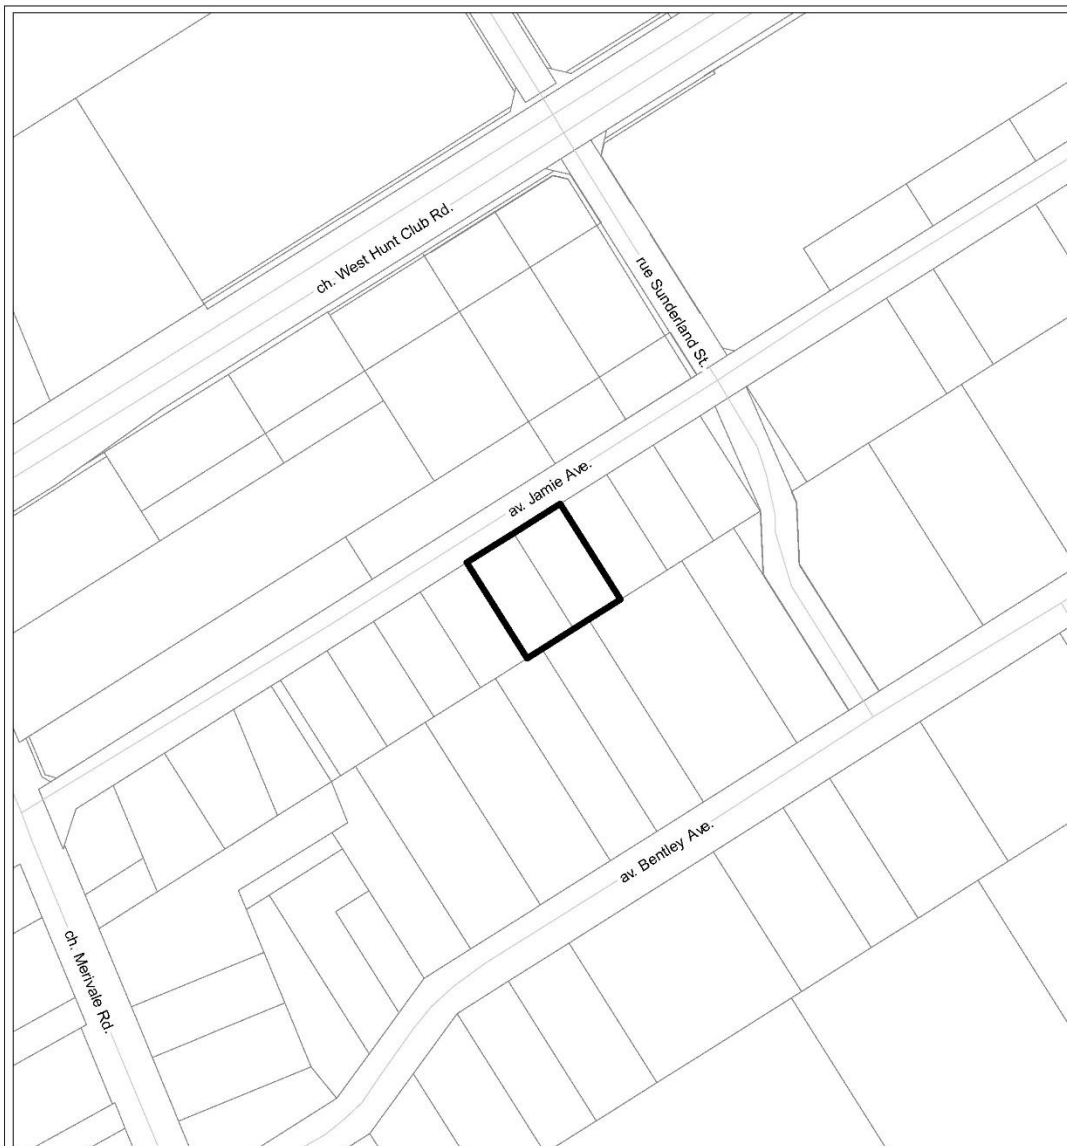 ch. West Hunt Club Rd.
rue Sunderland St.
av. Jamie Ave.
av. Bentley Ave.
ch. Merivale Rd.